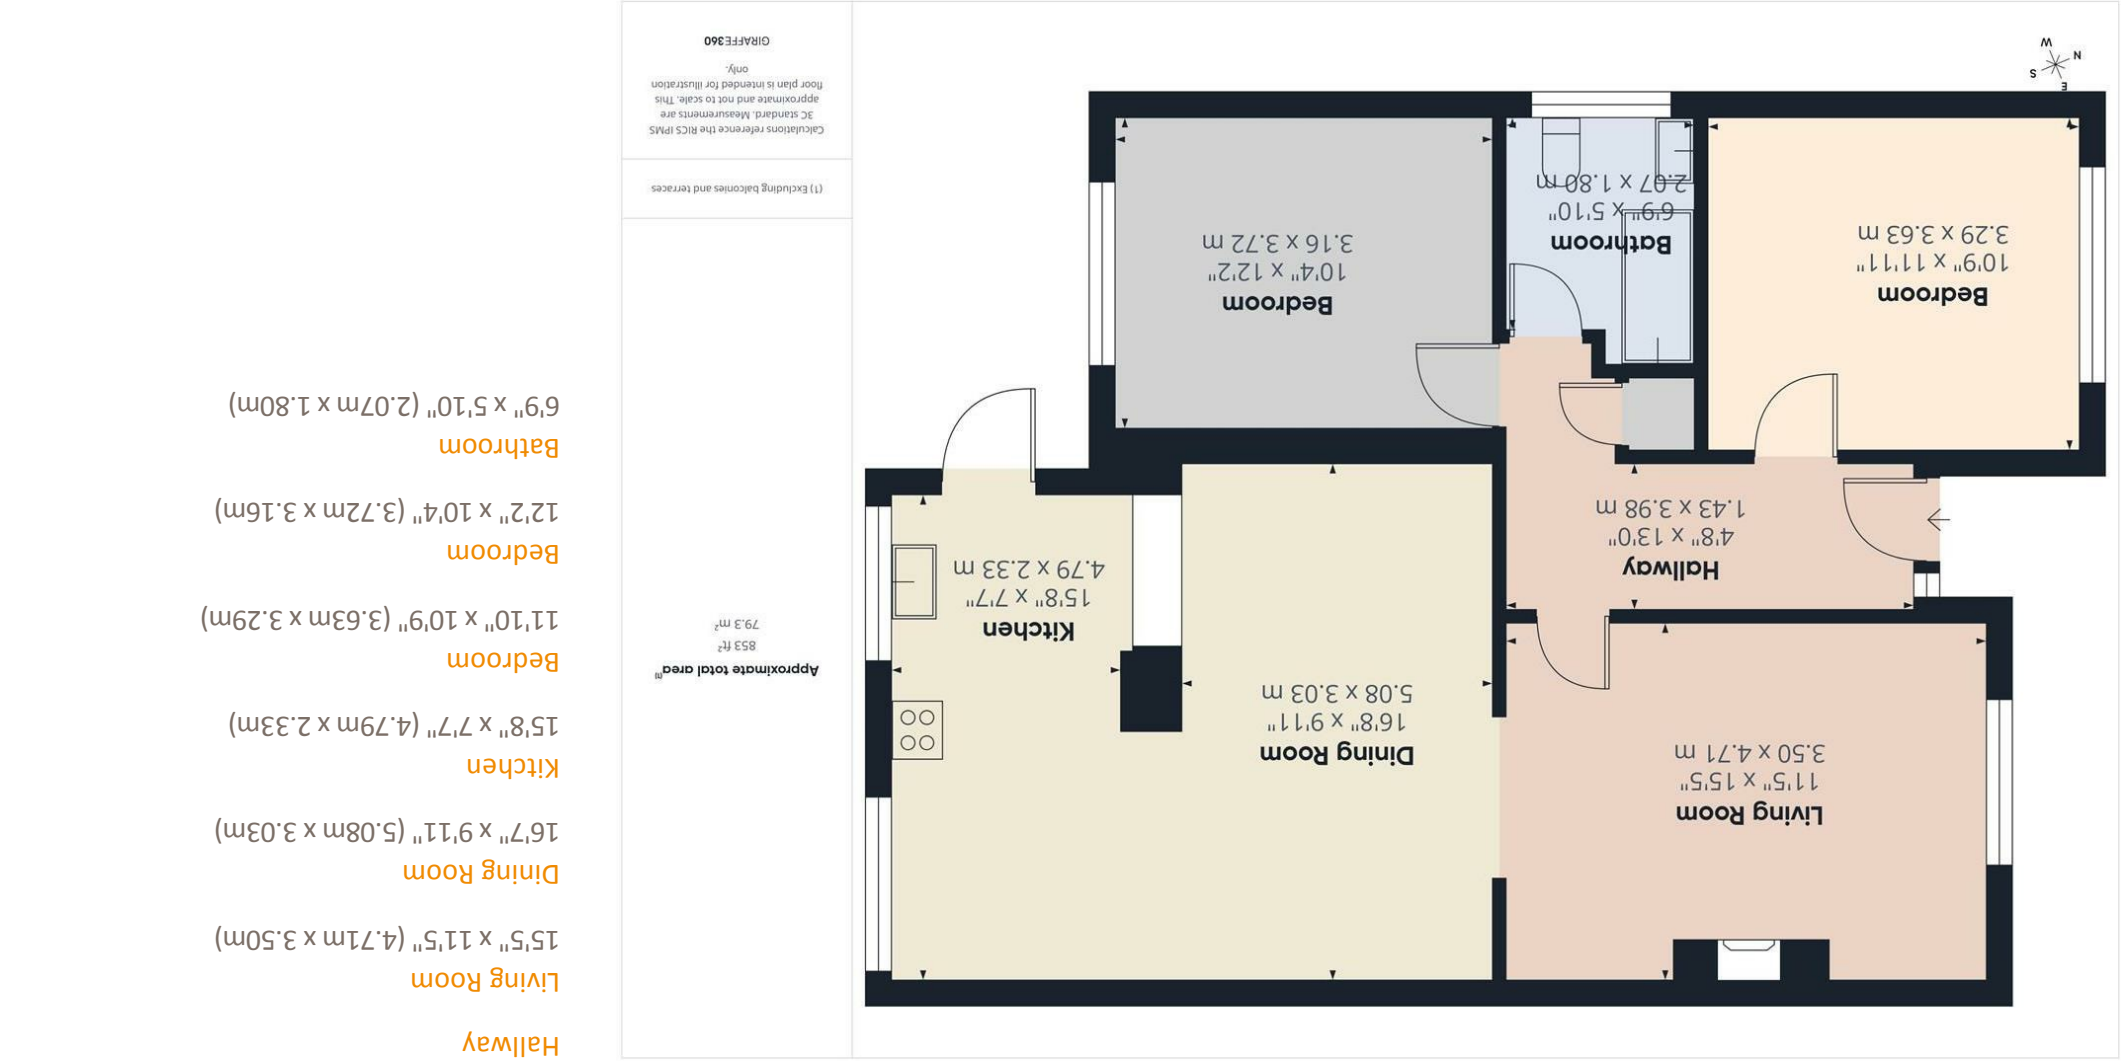 Living Room
11'5" x 15'5"
3.50 x 4.71 m
Dining Room
16'8" x 9'11"
5.08 x 3.03 m
Kitchen
15'8" x 7'7"
4.79 x 2.33 m
Hallway
4'8" x 13'0"
1.43 x 3.98 m
Bedroom
10'9" x 11'11"
3.29 x 3.63 m
Bathroom
6'9" x 5'10"
2.07 x 1.80 m
Bedroom
10'4" x 12'2"
3.16 x 3.72 m
E
N
S
W
Approximate total area(1)
853 ft²
79.3 m²
(1) Excluding balconies and terraces
Calculations reference the RICS IPMS
3C standard. Measurements are
approximate and not to scale. This
floor plan is intended for illustration
only.
GIRAFFE360
Hallway
Living Room
15'5" x 11'5" (4.71m x 3.50m)
Dining Room
16'7" x 9'11" (5.08m x 3.03m)
Kitchen
15'8" x 7'7" (4.79m x 2.33m)
Bedroom
11'10" x 10'9" (3.63m x 3.29m)
Bedroom
12'2" x 10'4" (3.72m x 3.16m)
Bathroom
6'9" x 5'10" (2.07m x 1.80m)